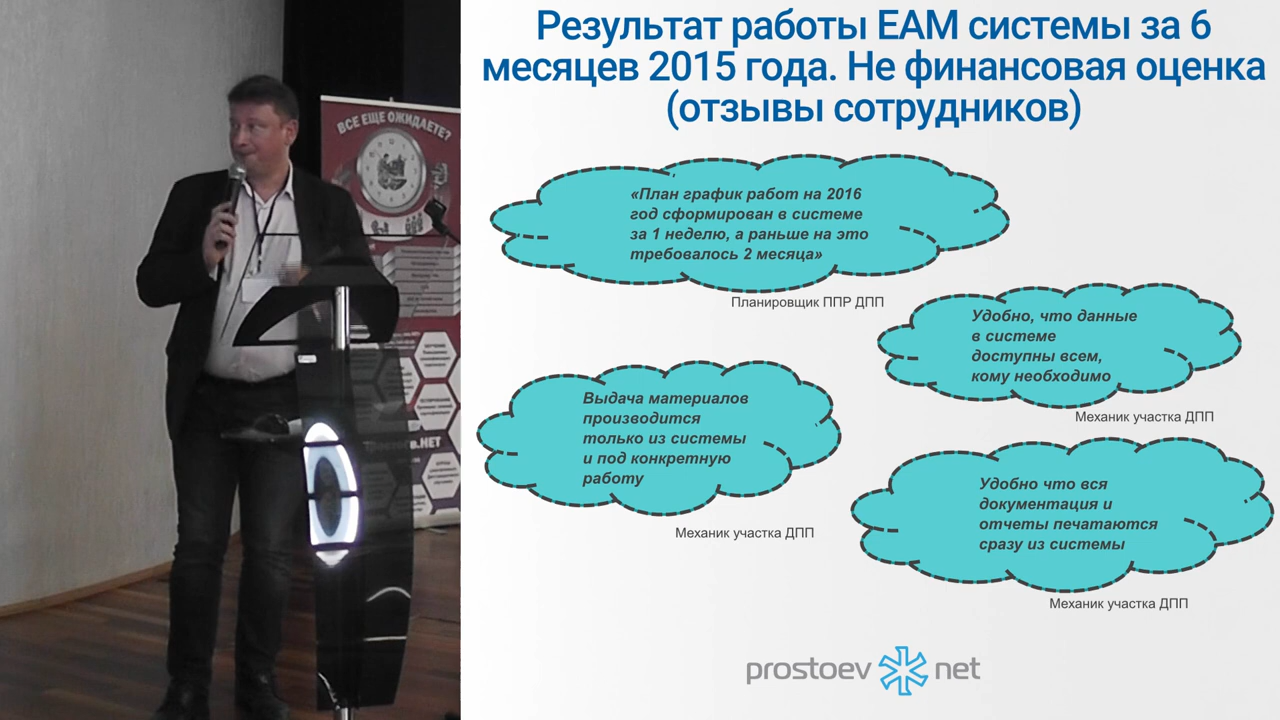 Результат работы ЕАМ системы за 6
месяцев 2015 года. Не финансовая оценка
(отзывы сотрудников)
«План график работ на 2016
год сформирован в системе
за 1 неделю, а раньше на это
требовалось 2 месяца»
Планировщик ППР ДПП
Удобно, что данные
в системе
доступны всем,
кому необходимо
Механик участка ДПП
Выдача материалов
производится
только из системы
и под конкретную
работу
Механик участка ДПП
Удобно что вся
документация и
отчеты печатаются
сразу из системы
Механик участка ДПП
prostoev net
ВСЕ ЕЩЕ ОЖИДАЕТЕ?